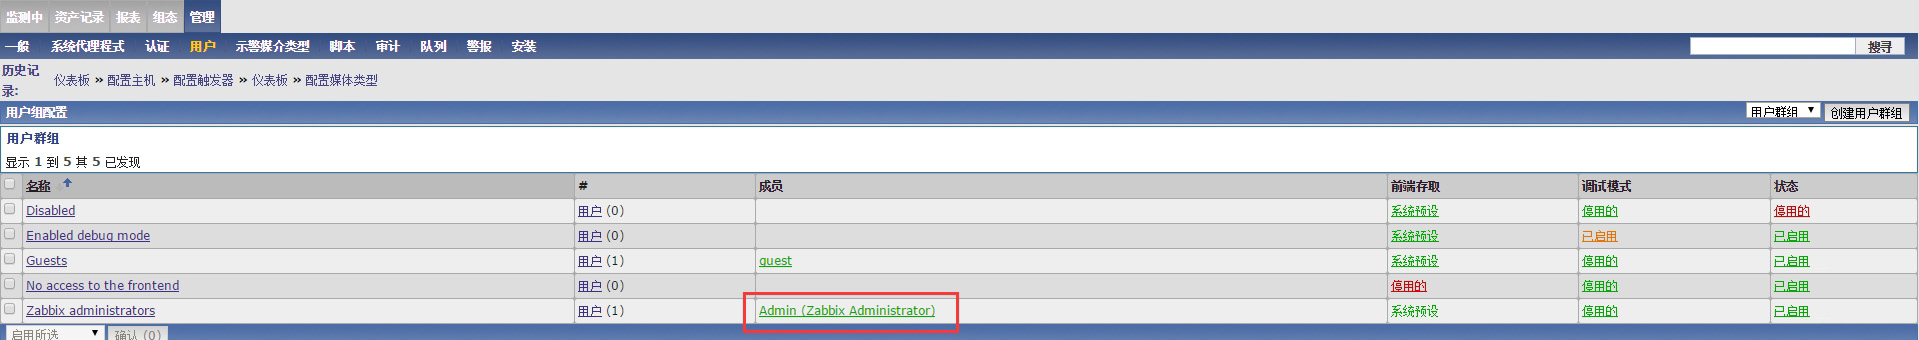 监测中 资产记录 报表 组态 管理
一般 系统代理程式 认证 用户 示警媒介类型 脚本 审计 队列 警报 安装 搜寻
历史记录: 仪表板 » 配置主机 » 配置触发器 » 仪表板 » 配置媒体类型
用户组配置 用户群组 创建用户群组
用户群组
显示 1 到 5 其 5 已发现
名称 # 成员 前端存取 调试模式 状态
Disabled 用户 (0) 系统预设 停用的 停用的
Enabled debug mode 用户 (0) 系统预设 已启用 已启用
Guests 用户 (1) guest 系统预设 停用的 已启用
No access to the frontend 用户 (0) 停用的 停用的 已启用
Zabbix administrators 用户 (1) Admin (Zabbix Administrator) 系统预设 停用的 已启用
启用所选 确认 (0)